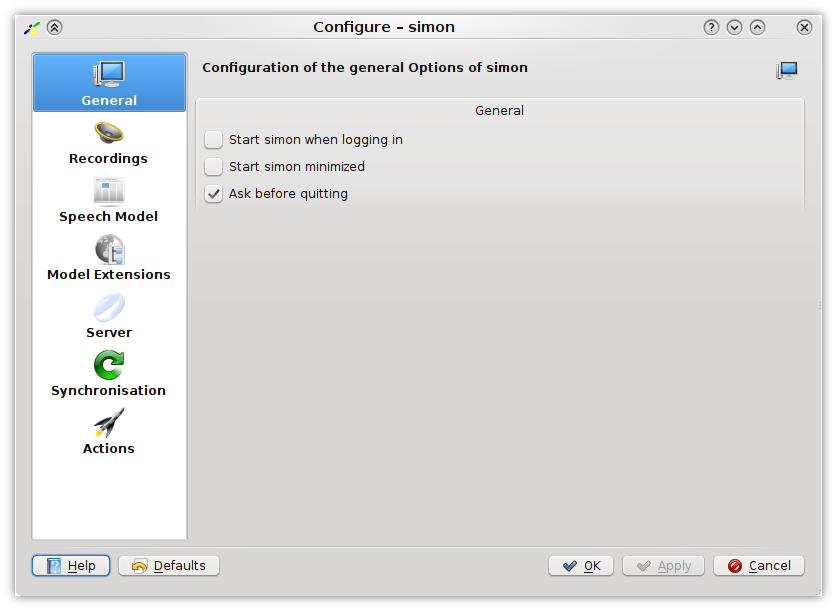 Configure – simon
General
Recordings
Speech Model
Model Extensions
Server
Synchronisation
Actions
Configuration of the general Options of simon
General
Start simon when logging in
Start simon minimized
Ask before quitting
Help
Defaults
OK
Apply
Cancel